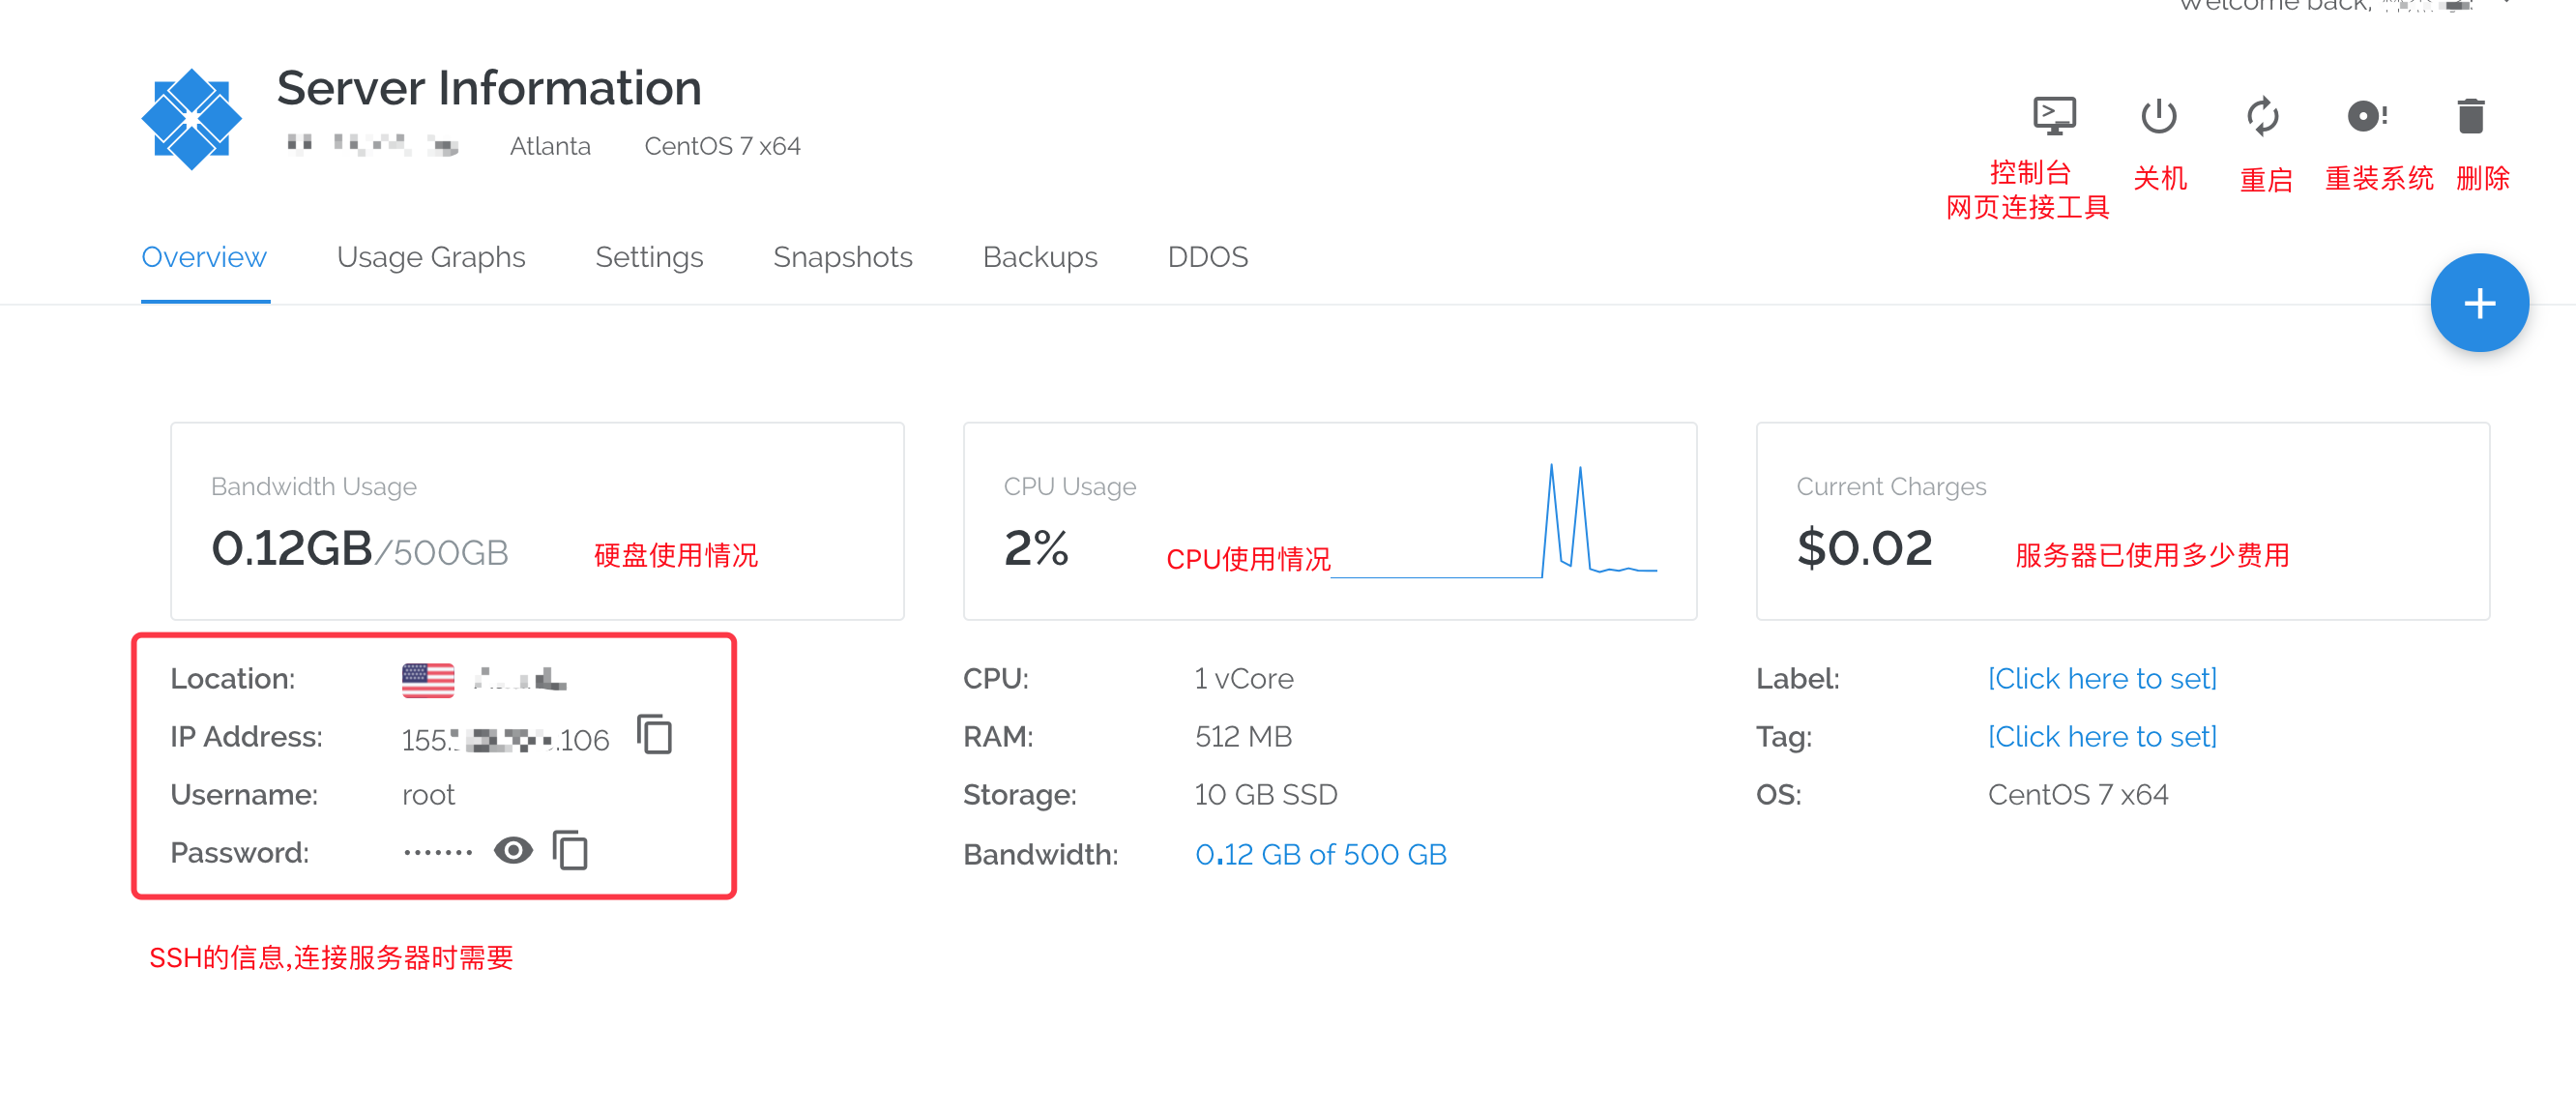 Welcome back,
Server Information
Atlanta CentOS 7 x64
控制台
网页连接工具
关机
重启
重装系统
删除
Overview Usage Graphs Settings Snapshots Backups DDOS
Bandwidth Usage
0.12GB/500GB 硬盘使用情况
CPU Usage
2% CPU使用情况
Current Charges
$0.02 服务器已使用多少费用
Location:
IP Address: 155. .106
Username: root
Password:
SSH的信息,连接服务器时需要
CPU: 1 vCore
RAM: 512 MB
Storage: 10 GB SSD
Bandwidth: 0.12 GB of 500 GB
Label: [Click here to set]
Tag: [Click here to set]
OS: CentOS 7 x64